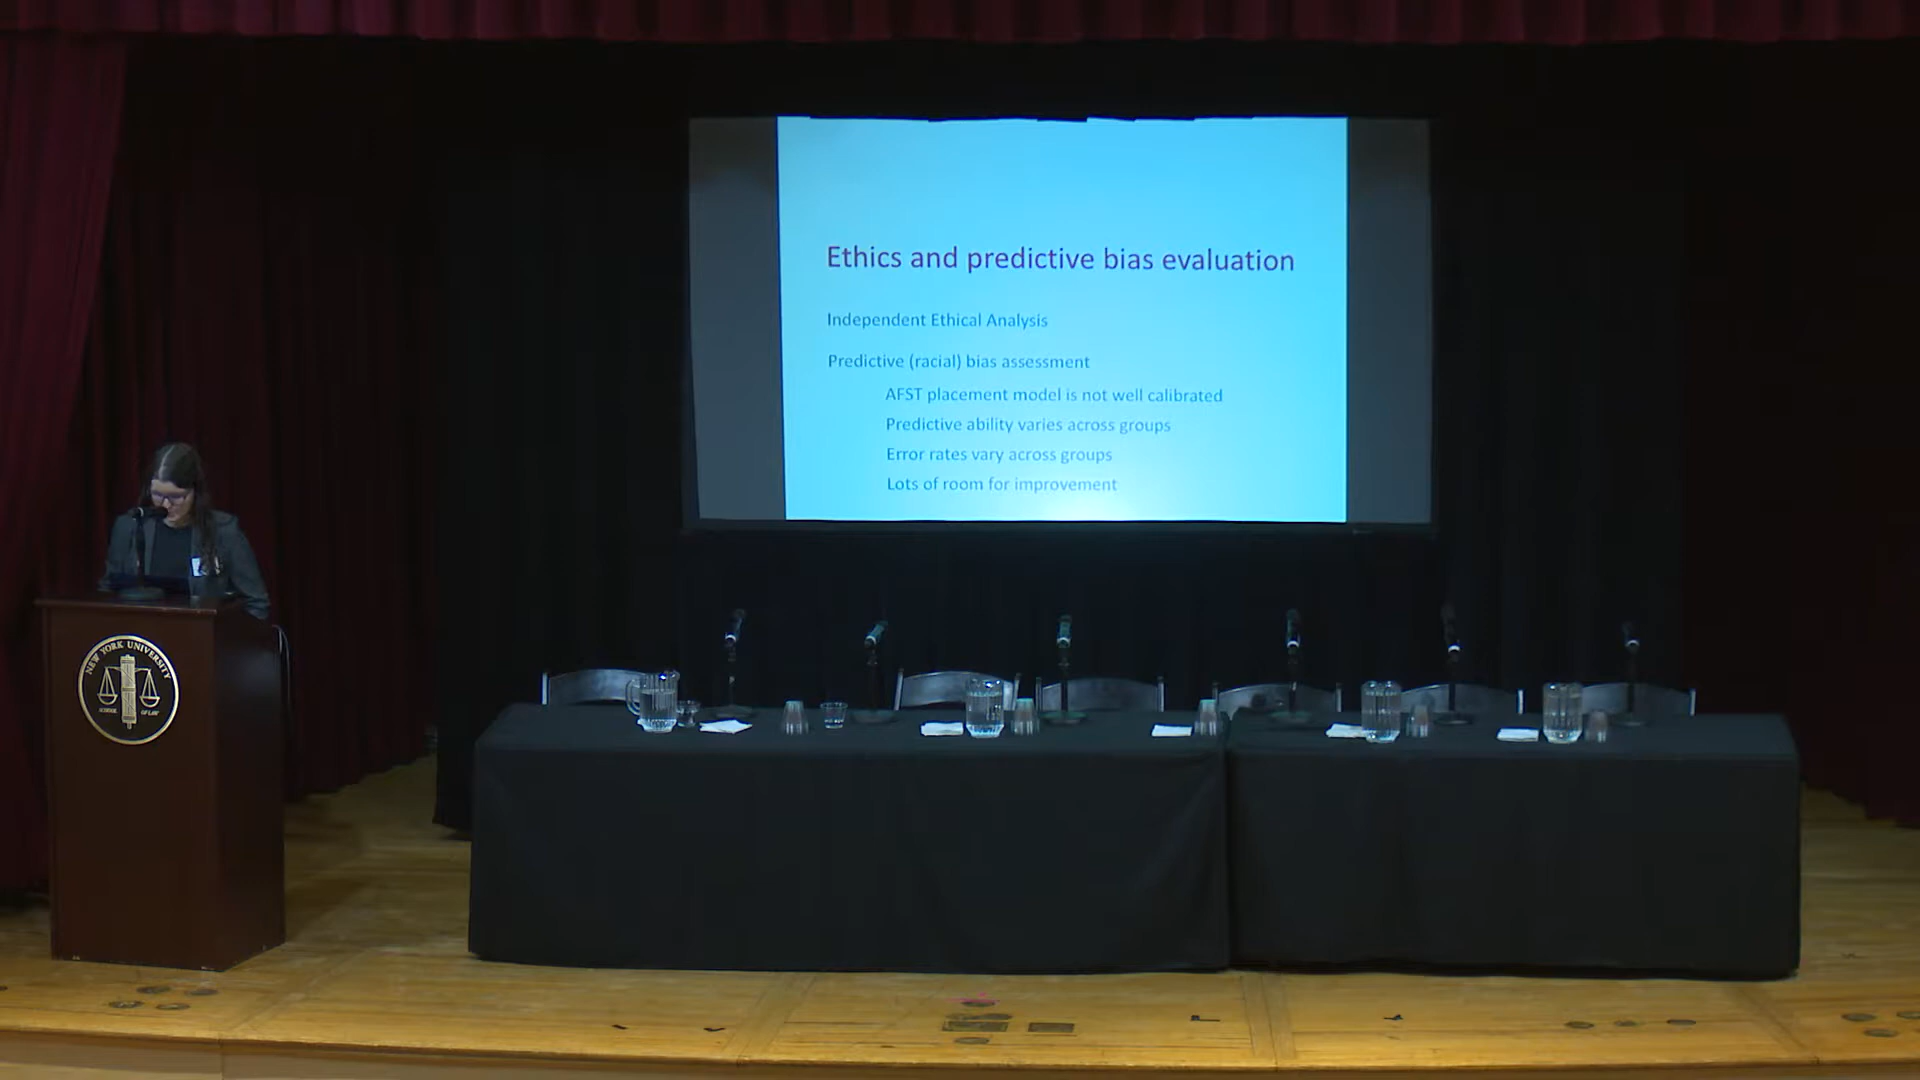 Ethics and predictive bias evaluation
Independent Ethical Analysis
Predictive (racial) bias assessment
AFST placement model is not well calibrated
Predictive ability varies across groups
Error rates vary across groups
Lots of room for improvement
NEW YORK UNIVERSITY
SCHOOL OF LAW